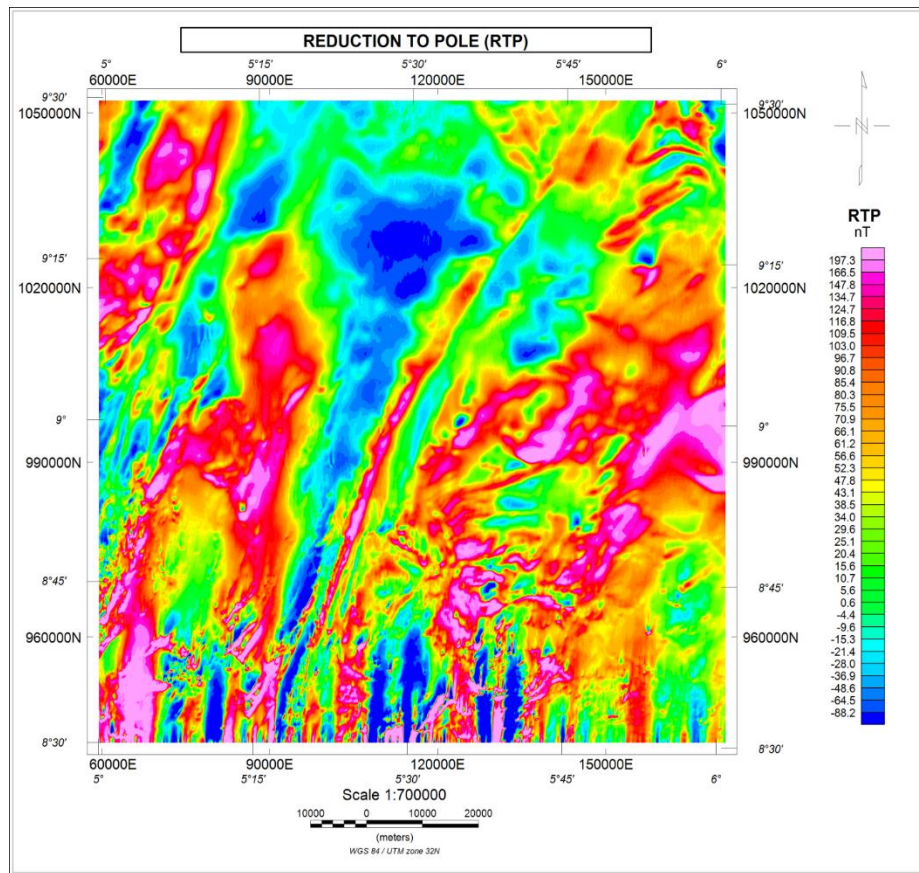 REDUCTION TO POLE (RTP)
5° 5°15' 5°30' 5°45' 6°
60000E 90000E 120000E 150000E
9°30' 9°30'
1050000N 1050000N
N
RTP
nT
9°15' 9°15'
1020000N 1020000N
197.3
166.5
147.8
134.7
124.7
116.8
109.5
103.0
96.7
90.8
85.4
80.3
75.5
70.9
66.1
61.2
56.6
52.3
47.8
43.1
38.5
34.0
29.6
25.1
20.4
15.6
10.7
5.6
0.6
-4.4
-9.6
-15.3
-21.4
-28.0
-36.9
-48.6
-64.5
-88.2
9° 9°
990000N 990000N
8°45' 8°45'
960000N 960000N
8°30' 8°30'
60000E 90000E 120000E 150000E
5° 5°15' 5°30' 5°45' 6°
Scale 1:700000
10000 0 10000 20000
(meters)
WGS 84 / UTM zone 32N